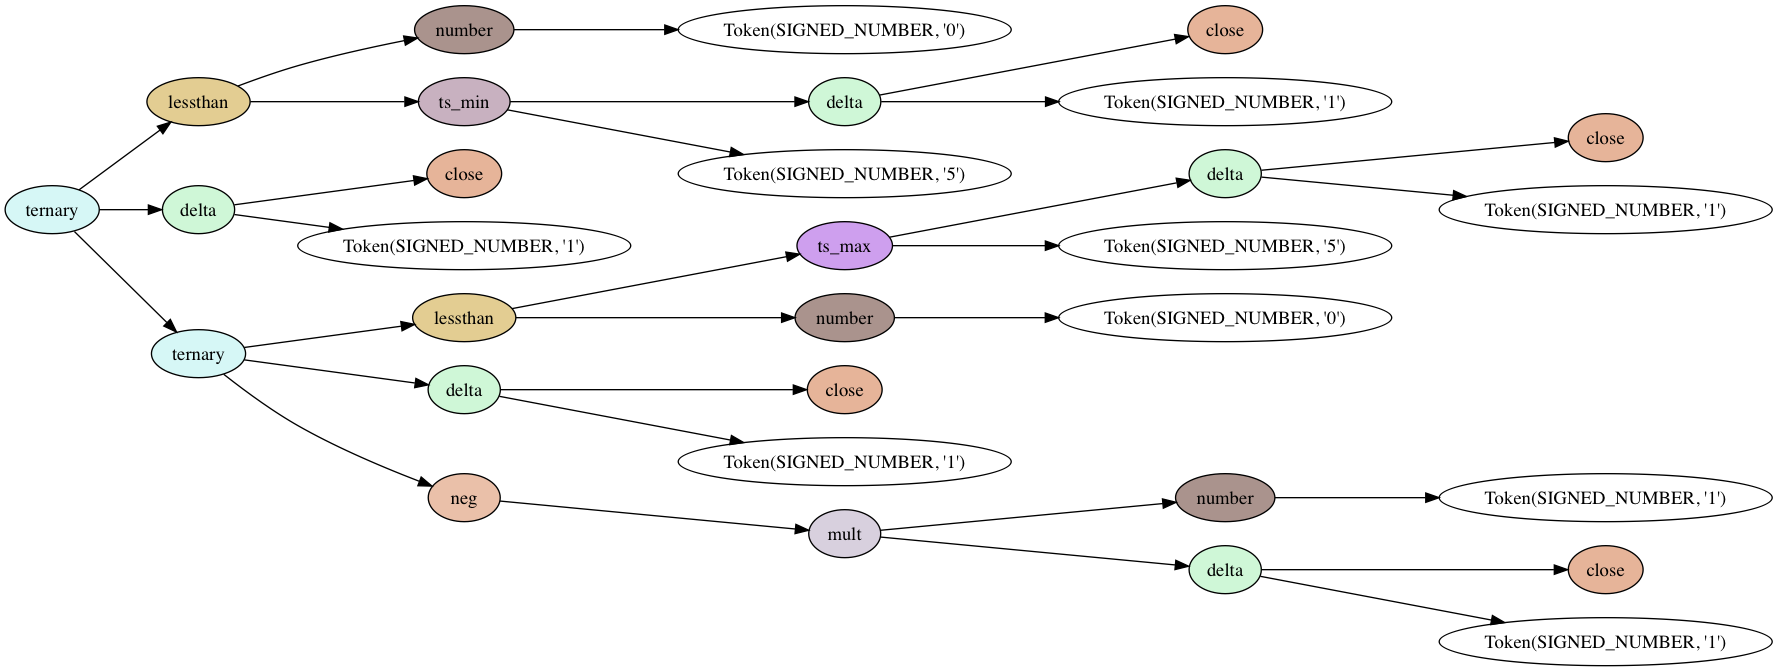 number
Token(SIGNED_NUMBER, '0')
close
lessthan
ts_min
delta
Token(SIGNED_NUMBER, '1')
close
close
Token(SIGNED_NUMBER, '5')
delta
ternary
delta
Token(SIGNED_NUMBER, '1')
Token(SIGNED_NUMBER, '1')
ts_max
Token(SIGNED_NUMBER, '5')
lessthan
number
Token(SIGNED_NUMBER, '0')
ternary
delta
close
Token(SIGNED_NUMBER, '1')
neg
number
Token(SIGNED_NUMBER, '1')
mult
delta
close
Token(SIGNED_NUMBER, '1')